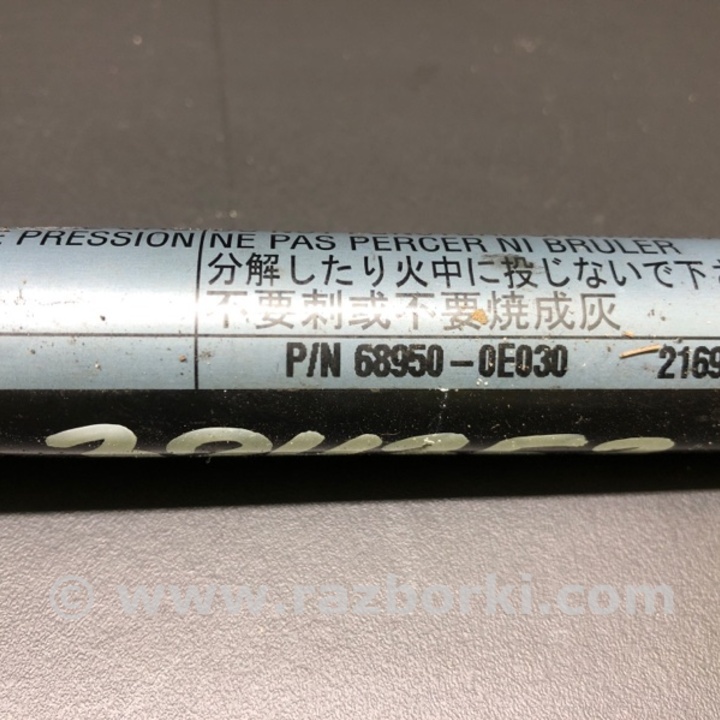 E PRESSION NE PAS PERCER NI BRULER
分解したり火中に投じないで下さ
不要刺或不要焼成灰
P/N 68950-0E030 2169
© www.razborki.com